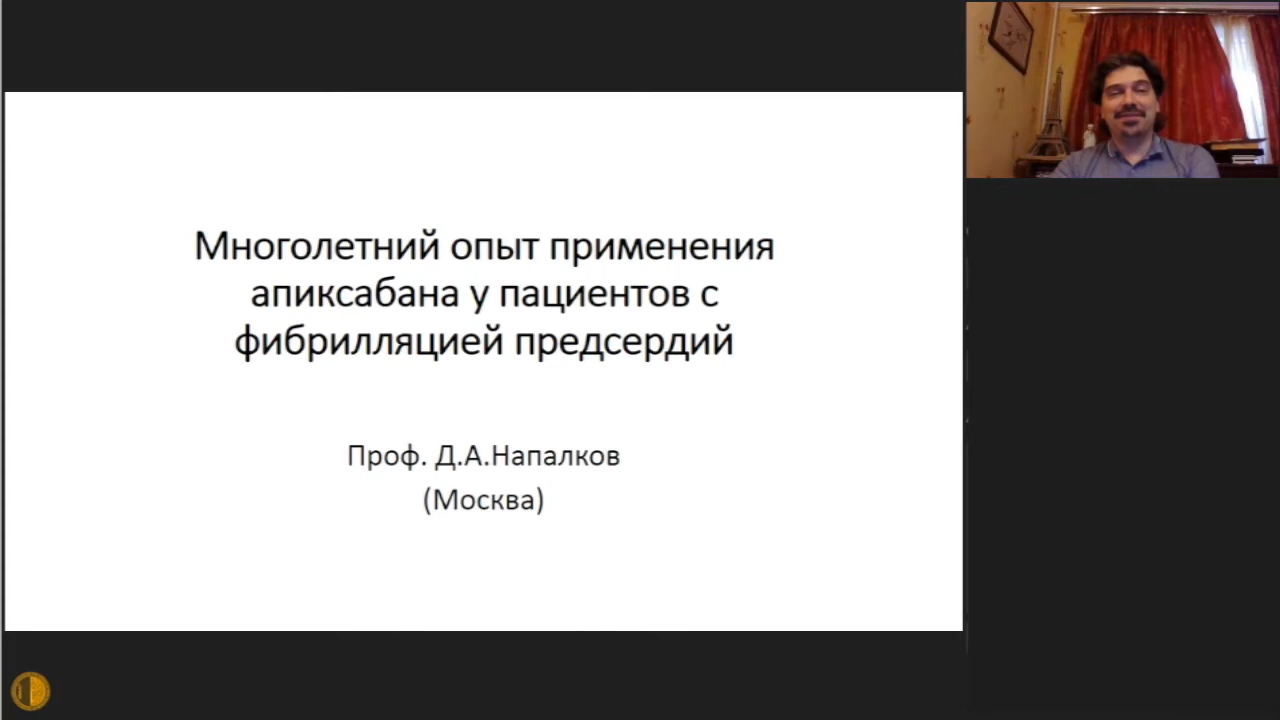 Многолетний опыт применения
апиксабана у пациентов с
фибрилляцией предсердий
Проф. Д.А.Напалков
(Москва)